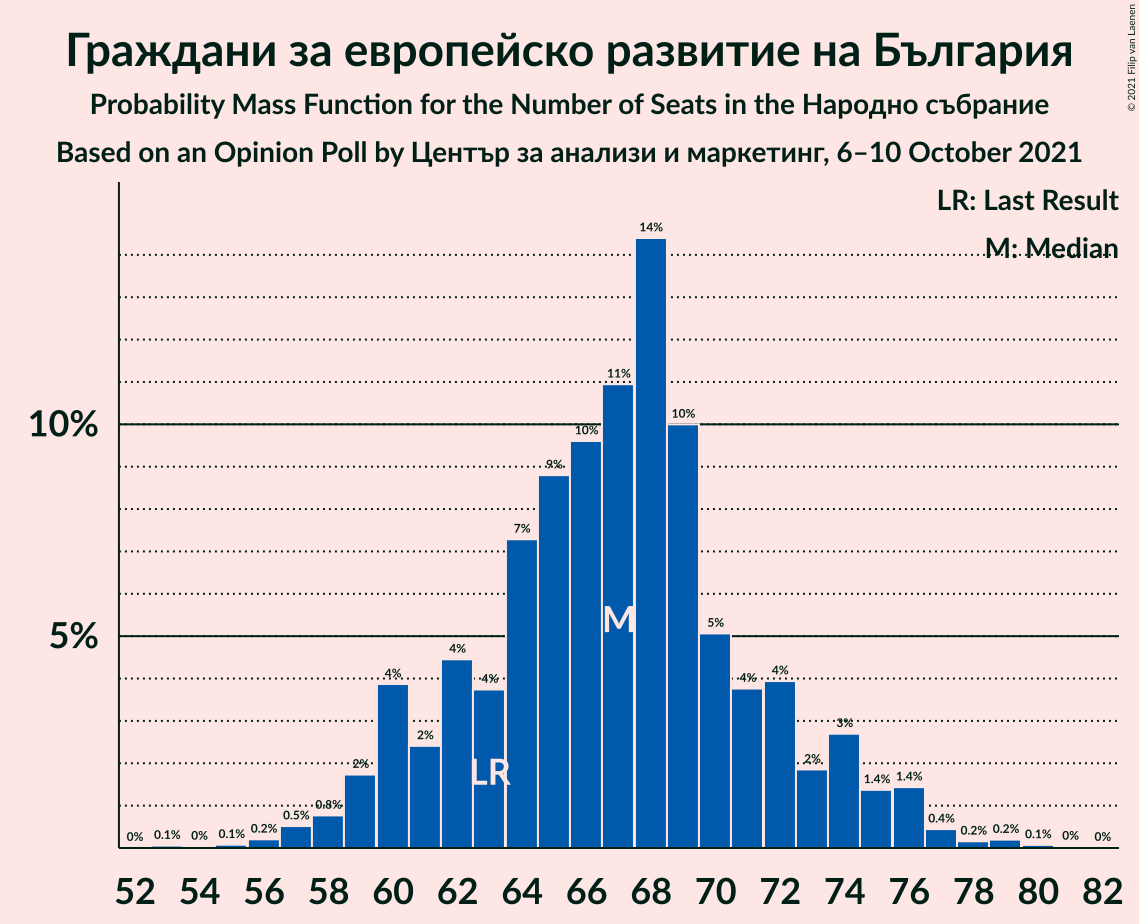 Граждани за европейско развитие на България
Probability Mass Function for the Number of Seats in the Народно събрание
Based on an Opinion Poll by Център за анализи и маркетинг, 6–10 October 2021
© 2021 Filip van Laenen
LR: Last Result
M: Median
10%
5%
0% 0.1% 0% 0.1% 0.2% 0.5% 0.8% 2% 4% 2% 4% 4% 7% 9% 10% 11% 14% 10% 5% 4% 4% 2% 3% 1.4% 1.4% 0.4% 0.2% 0.2% 0.1% 0% 0%
M
LR
52 54 56 58 60 62 64 66 68 70 72 74 76 78 80 82